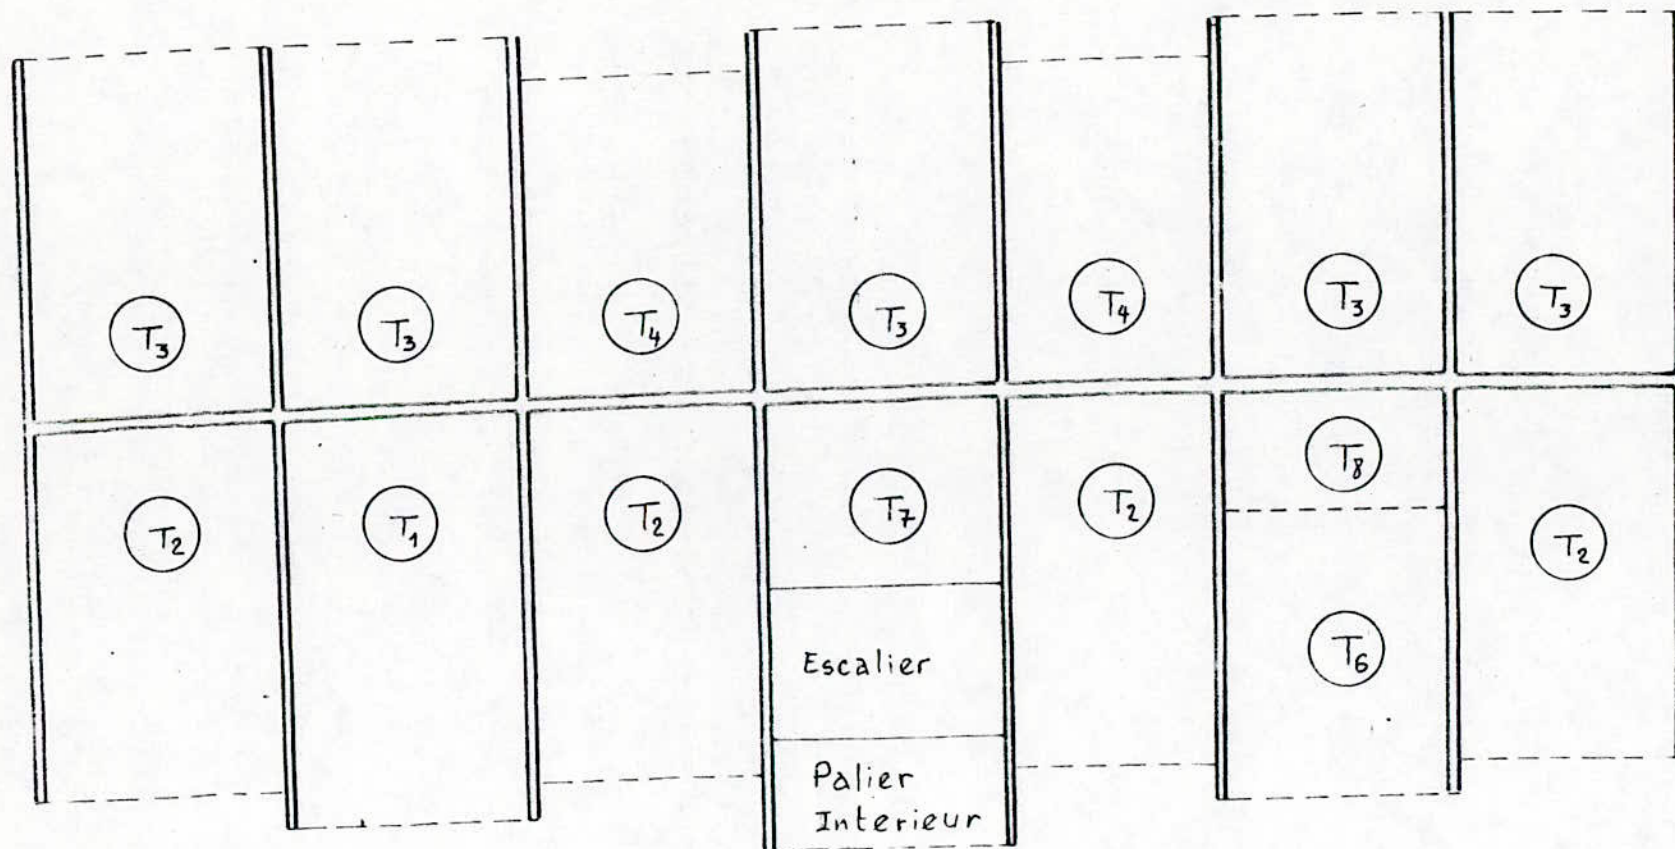 T3 T3 T4 T3 T4 T3 T3
T2 T1 T2 T7 T2 T8 T2
T6
Escalier
Palier
Interieur